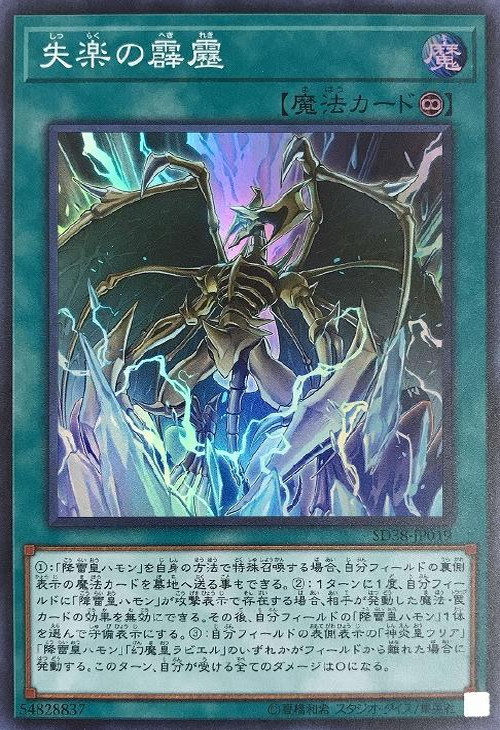 失楽の霹靂
魔
【魔法カード】
SD38-JP019
①:「降雷皇ハモン」を自身の方法で特殊召喚する場合、自分フィールドの裏側
表示の魔法カードを墓地へ送る事もできる。②:1ターンに1度、自分フィー
ルドに「降雷皇ハモン」が攻撃表示で存在する場合、相手が発動した魔法・罠
カードの効果を無効にできる。その後、自分フィールドの「降雷皇ハモン」1体
を選んで守備表示にする。③:自分フィールドの表側表示の「神炎皇ウリア」
「降雷皇ハモン」「幻魔皇ラビエル」のいずれかがフィールドから離れた場合に
発動する。このターン、自分が受ける全てのダメージは0になる。
54828837
©高橋和希 スタジオ・ダイス/集英社